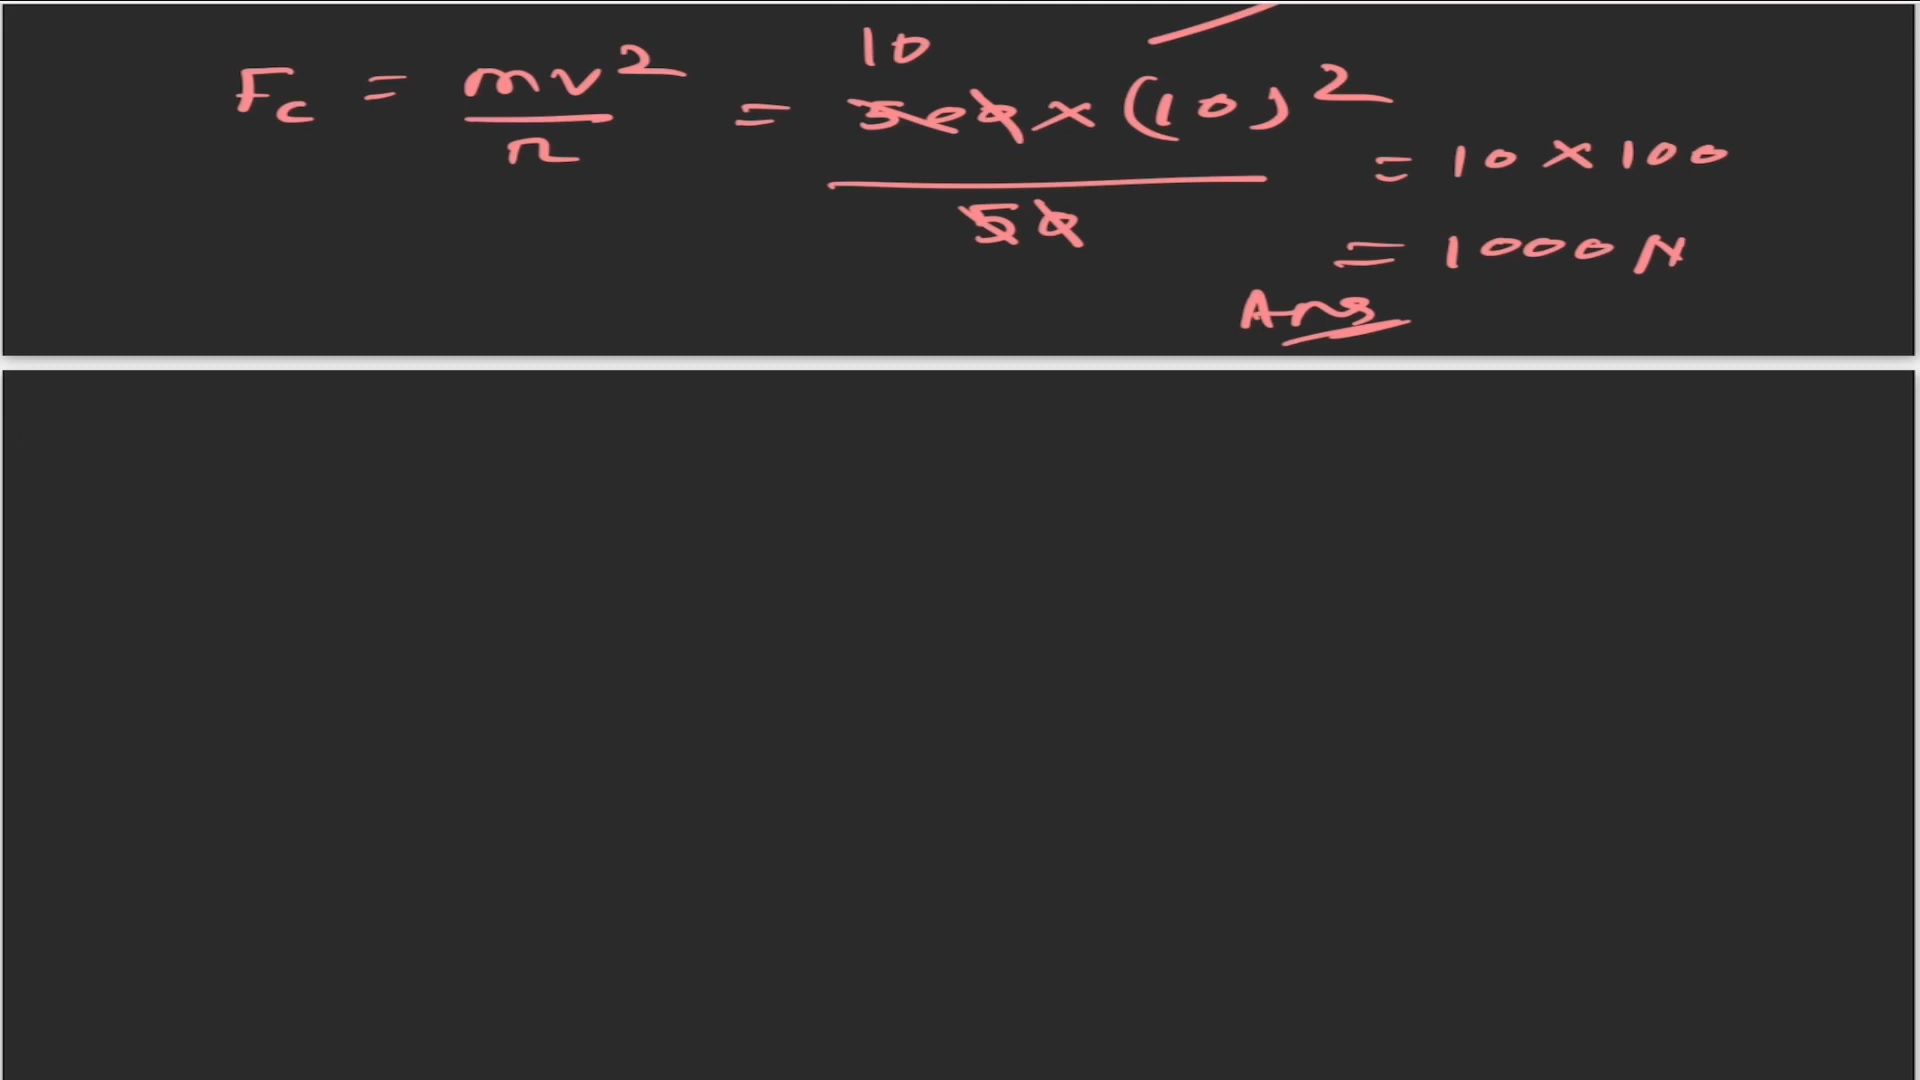 Fc = mv²/r = 500 × (10)²/50 = 10 × 100
10
= 1000 N
Ans